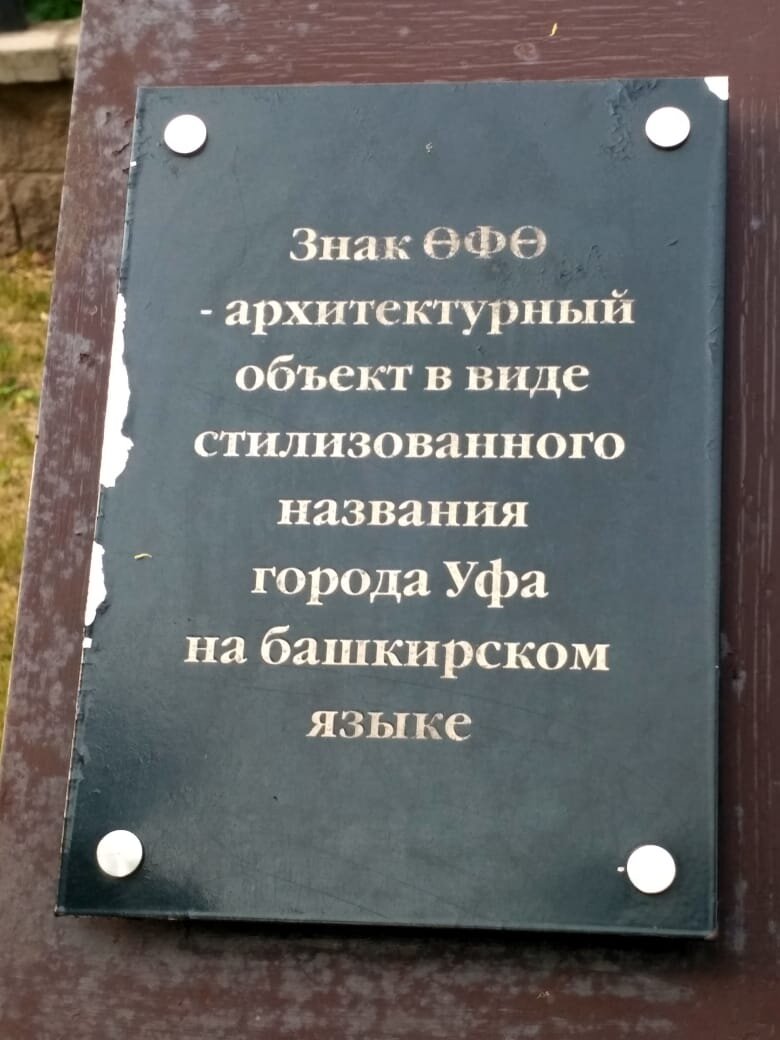 Знак ӨФӨ
- архитектурный
объект в виде
стилизованного
названия
города Уфа
на башкирском
языке